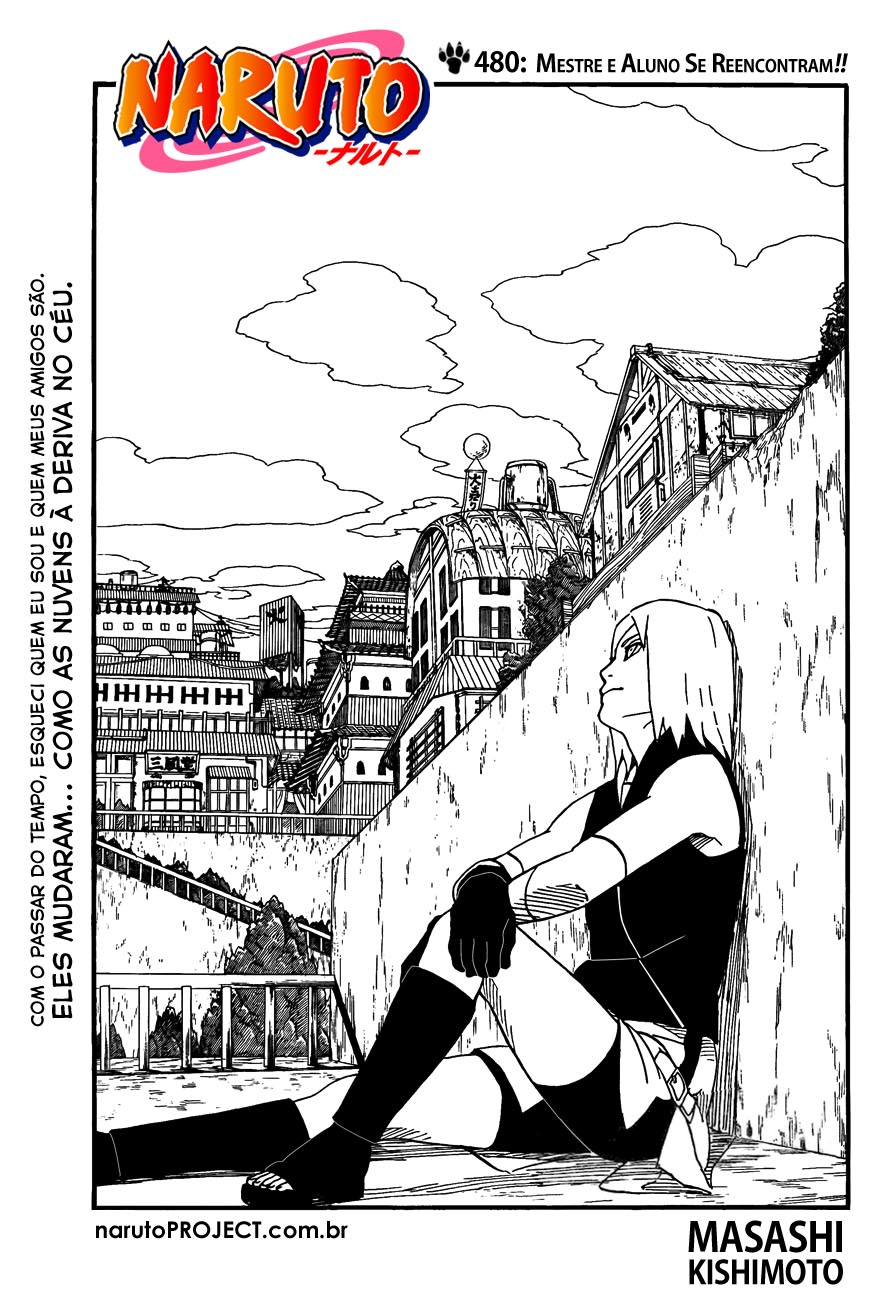 NARUTO
-ナルト-
480: MESTRE E ALUNO SE REENCONTRAM!!
COM O PASSAR DO TEMPO, ESQUECI QUEM EU SOU E QUEM MEUS AMIGOS SÃO.
ELES MUDARAM... COMO AS NUVENS À DERIVA NO CÉU.
narutoPROJECT.com.br
MASASHI
KISHIMOTO